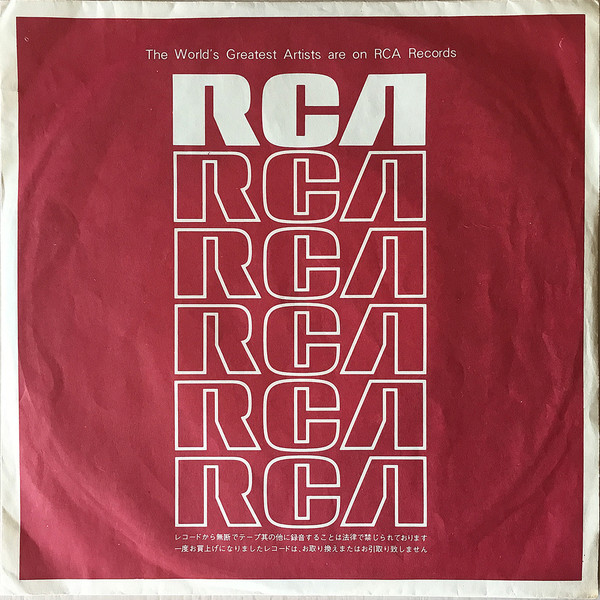 The World's Greatest Artists are on RCA Records
RCA
RCA
RCA
RCA
RCA
RCA
レコードから無断でテープ其の他に録音することは法律で禁じられております
一度お買上げになりましたレコードは、お取り換えまたはお引取り致しません